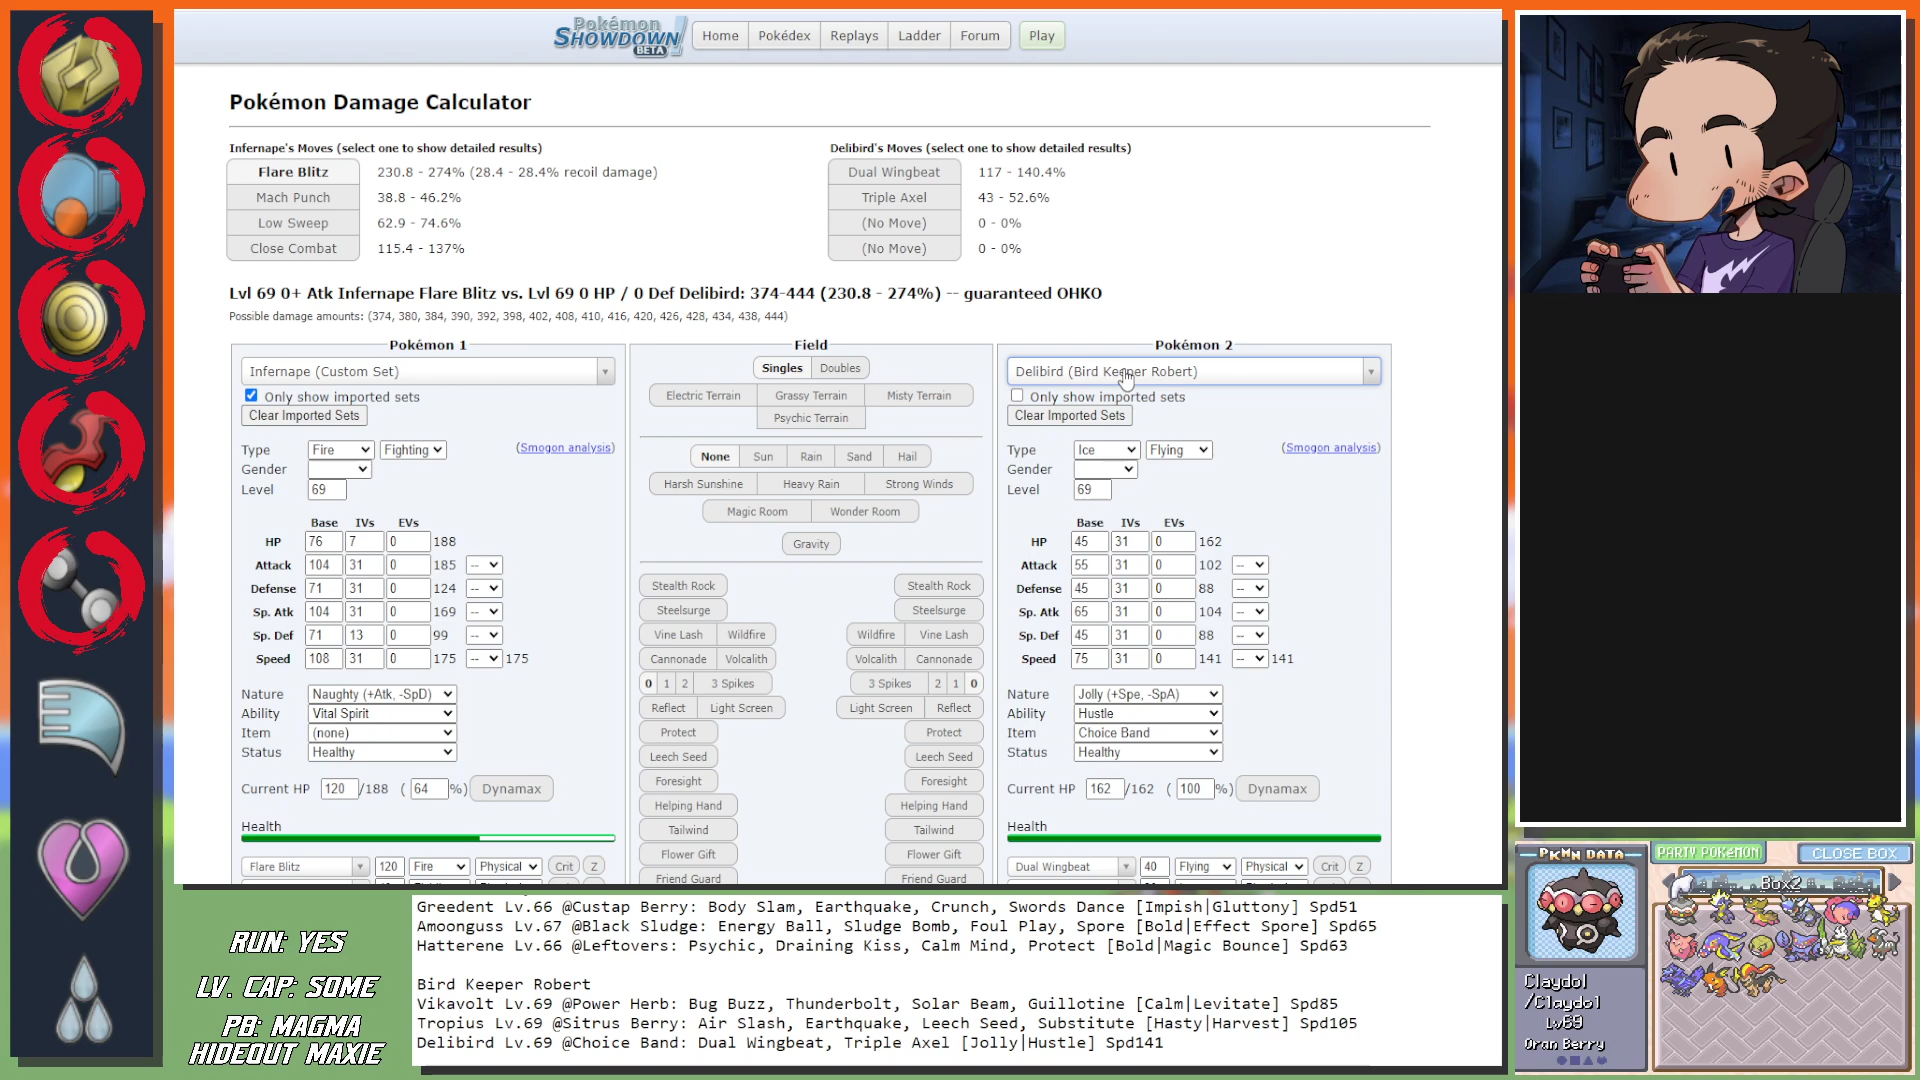 Pokémon
SHOWDOWN
BETA
Home
Pokédex
Replays
Ladder
Forum
Play
Pokémon Damage Calculator
Infernape's Moves (select one to show detailed results)
Flare Blitz 230.8 - 274% (28.4 - 28.4% recoil damage)
Mach Punch 38.8 - 46.2%
Low Sweep 62.9 - 74.6%
Close Combat 115.4 - 137%
Delibird's Moves (select one to show detailed results)
Dual Wingbeat 117 - 140.4%
Triple Axel 43 - 52.6%
(No Move) 0 - 0%
(No Move) 0 - 0%
Lvl 69 0+ Atk Infernape Flare Blitz vs. Lvl 69 0 HP / 0 Def Delibird: 374-444 (230.8 - 274%) -- guaranteed OHKO
Possible damage amounts: (374, 380, 384, 390, 392, 398, 402, 408, 410, 416, 420, 426, 428, 434, 438, 444)
Pokémon 1
Infernape (Custom Set)
Only show imported sets
Clear Imported Sets
Type Fire Fighting (Smogon analysis)
Gender
Level 69
Base IVs EVs
HP 76 7 0 188
Attack 104 31 0 185 --
Defense 71 31 0 124 --
Sp. Atk 104 31 0 169 --
Sp. Def 71 13 0 99 --
Speed 108 31 0 175 -- 175
Nature Naughty (+Atk, -SpD)
Ability Vital Spirit
Item (none)
Status Healthy
Current HP 120 /188 ( 64 %) Dynamax
Health
Flare Blitz 120 Fire Physical Crit Z
Field
Singles Doubles
Electric Terrain Grassy Terrain Misty Terrain
Psychic Terrain
None Sun Rain Sand Hail
Harsh Sunshine Heavy Rain Strong Winds
Magic Room Wonder Room
Gravity
Stealth Rock Stealth Rock
Steelsurge Steelsurge
Vine Lash Wildfire Wildfire Vine Lash
Cannonade Volcalith Volcalith Cannonade
0 1 2 3 Spikes 3 Spikes 2 1 0
Reflect Light Screen Light Screen Reflect
Protect Protect
Leech Seed Leech Seed
Foresight Foresight
Helping Hand Helping Hand
Tailwind Tailwind
Flower Gift Flower Gift
Friend Guard Friend Guard
Pokémon 2
Delibird (Bird Keeper Robert)
Only show imported sets
Clear Imported Sets
Type Ice Flying (Smogon analysis)
Gender
Level 69
Base IVs EVs
HP 45 31 0 162
Attack 55 31 0 102 --
Defense 45 31 0 88 --
Sp. Atk 65 31 0 104 --
Sp. Def 45 31 0 88 --
Speed 75 31 0 141 -- 141
Nature Jolly (+Spe, -SpA)
Ability Hustle
Item Choice Band
Status Healthy
Current HP 162 /162 ( 100 %) Dynamax
Health
Dual Wingbeat 40 Flying Physical Crit Z
RUN: YES
LV. CAP: SOME
PB: MAGMA
HIDEOUT MAXIE
Greedent Lv.66 @Custap Berry: Body Slam, Earthquake, Crunch, Swords Dance [Impish|Gluttony] Spd51
Amoonguss Lv.67 @Black Sludge: Energy Ball, Sludge Bomb, Foul Play, Spore [Bold|Effect Spore] Spd65
Hatterene Lv.66 @Leftovers: Psychic, Draining Kiss, Calm Mind, Protect [Bold|Magic Bounce] Spd63
Bird Keeper Robert
Vikavolt Lv.69 @Power Herb: Bug Buzz, Thunderbolt, Solar Beam, Guillotine [Calm|Levitate] Spd85
Tropius Lv.69 @Sitrus Berry: Air Slash, Earthquake, Leech Seed, Substitute [Hasty|Harvest] Spd105
Delibird Lv.69 @Choice Band: Dual Wingbeat, Triple Axel [Jolly|Hustle] Spd141
PKMN DATA
PARTY POKéMON
CLOSE BOX
Box2
Claydol
/Claydol
Lv69
Oran Berry